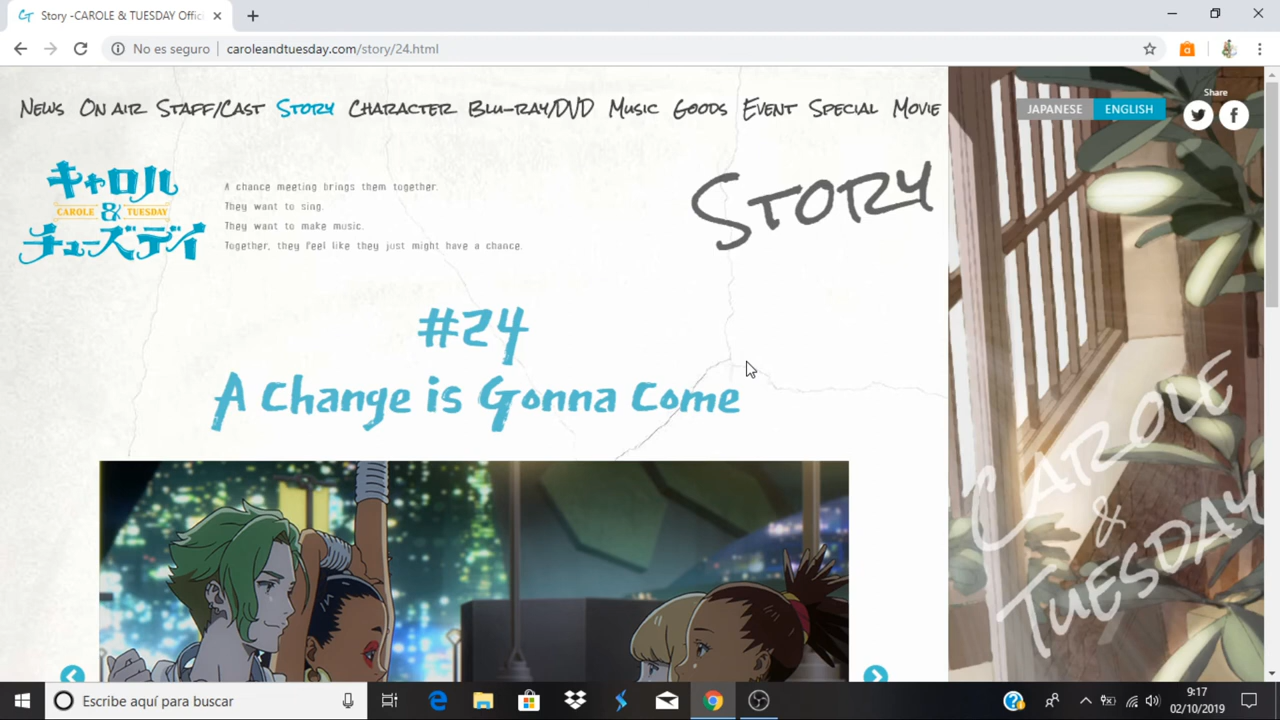 Story -CAROLE & TUESDAY Offici
No es seguro
caroleandtuesday.com/story/24.html
News On air Staff/Cast Story Character Blu-ray/DVD Music Goods Event Special Movie
JAPANESE ENGLISH
Share
キャロル
CAROLE & TUESDAY
チューズデイ
A chance meeting brings them together.
They want to sing.
They want to make music.
Together, they feel like they just might have a chance.
Story
#24
A Change is Gonna Come
CAROLE
&
TUESDAY
Escribe aquí para buscar
9:17
02/10/2019